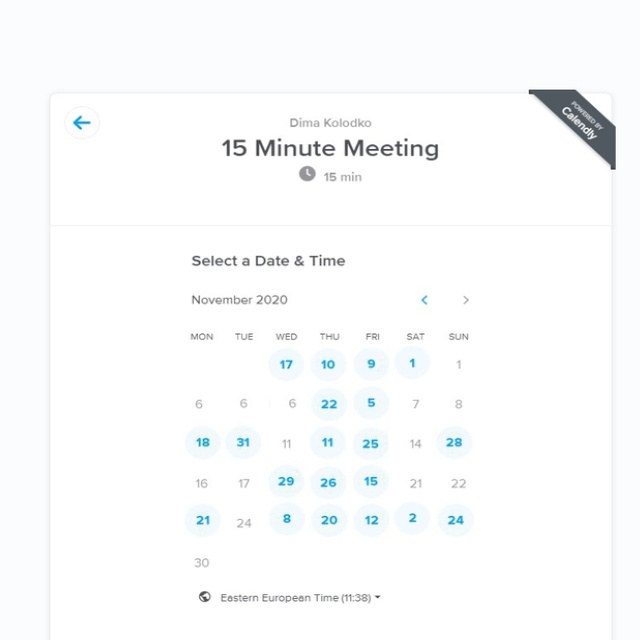 POWERED BY
Calendly
Dima Kolodko
15 Minute Meeting
15 min
Select a Date & Time
November 2020
MON TUE WED THU FRI SAT SUN
17 10 9 1 1
6 6 6 22 5 7 8
18 31 11 11 25 14 28
16 17 29 26 15 21 22
21 24 8 20 12 2 24
30
Eastern European Time (11:38)